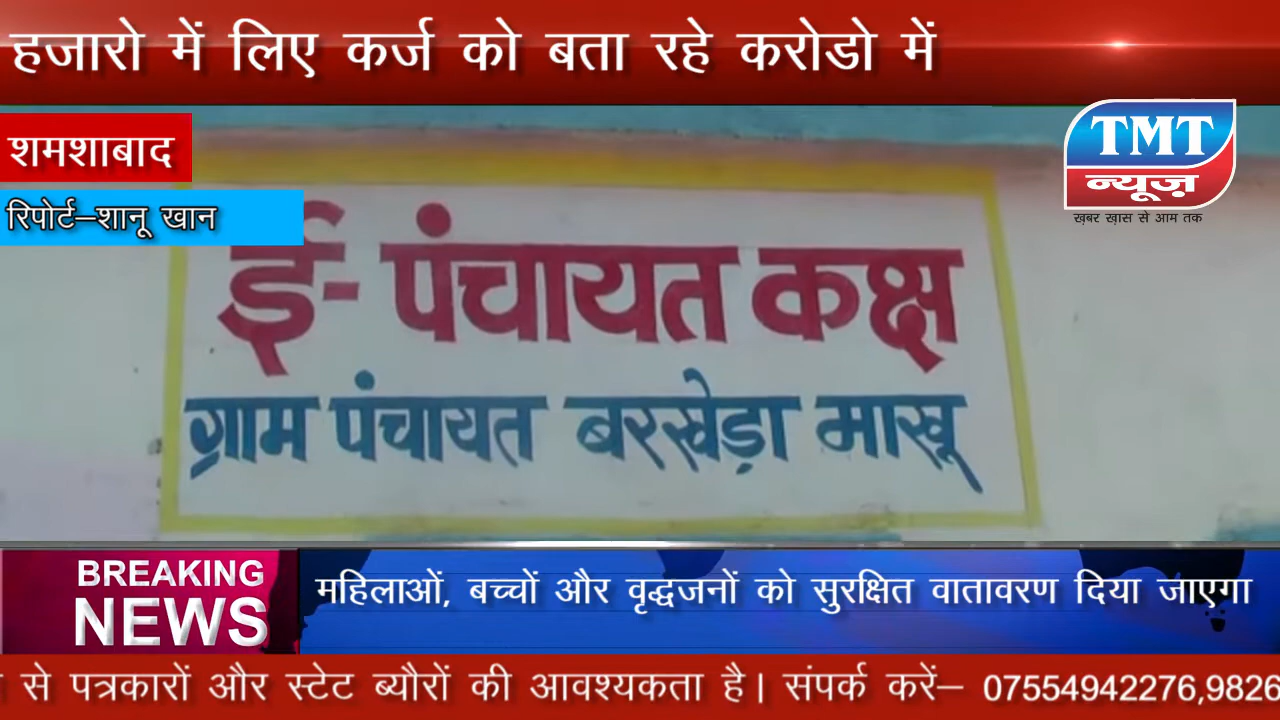 हजारो में लिए कर्ज को बता रहे करोडो में
शमशाबाद
रिपोर्ट–शानू खान
TMT
न्यूज़
ख़बर ख़ास से आम तक
ई- पंचायत कक्ष
ग्राम पंचायत बरखेड़ा माखू
BREAKING
NEWS
महिलाओं, बच्चों और वृद्धजनों को सुरक्षित वातावरण दिया जाएगा
से पत्रकारों और स्टेट ब्यौरों की आवश्यकता है| संपर्क करें– 07554942276,9826